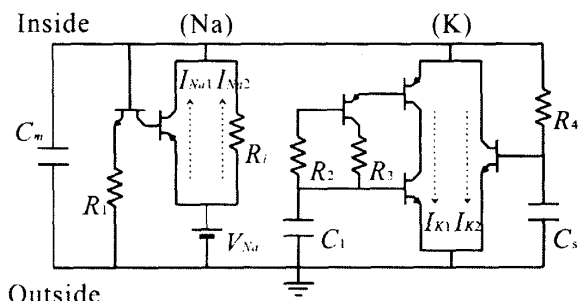 Inside (Na) (K)
I_Na1 I_Na2
C_m R_1 R_i V_Na
R_2 R_3 C_1
I_K1 I_K2
R_4 C_s
Outside